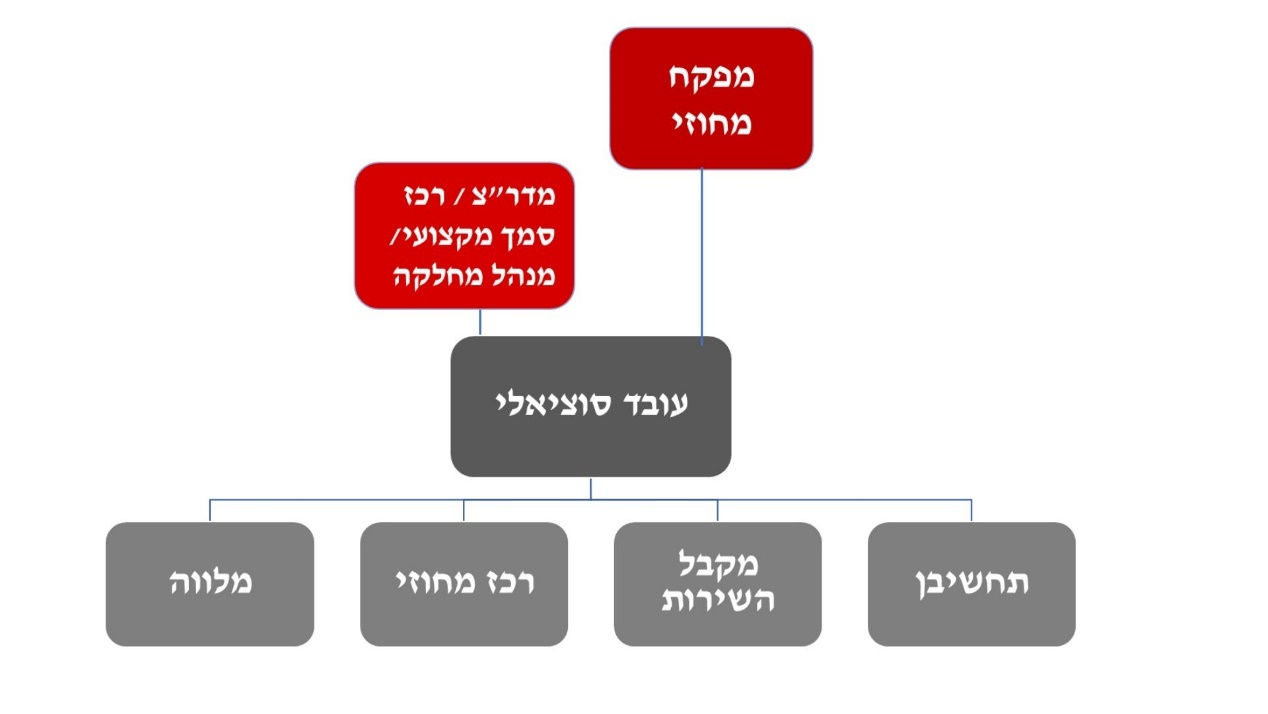 מפקח
מחוזי
מדר״צ / רכז
סמך מקצועי/
מנהל מחלקה
עובד סוציאלי
תחשיבן
מקבל
השירות
רכז מחוזי
מלווה